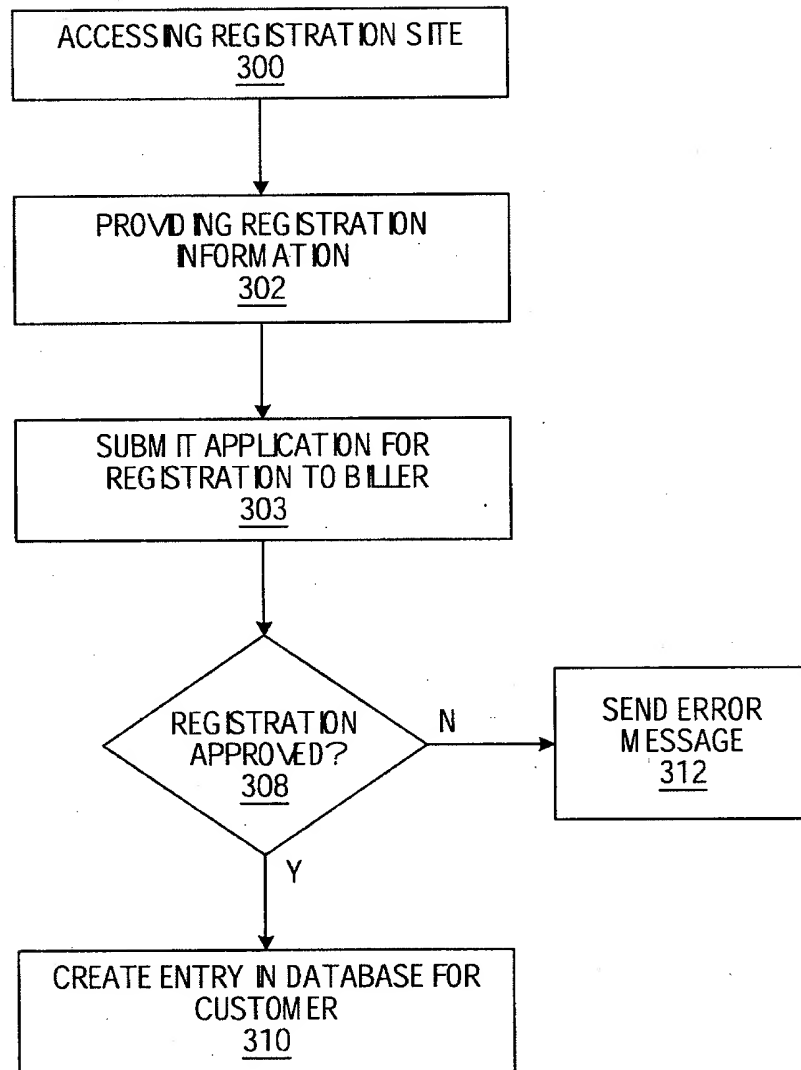 ACCESSING REGISTRATION SITE
300
PROVIDING REGISTRATION
INFORMATION
302
SUBMIT APPLICATION FOR
REGISTRATION TO BILLER
303
REGISTRATION
APPROVED?
308
N
SEND ERROR
MESSAGE
312
Y
CREATE ENTRY IN DATABASE FOR
CUSTOMER
310